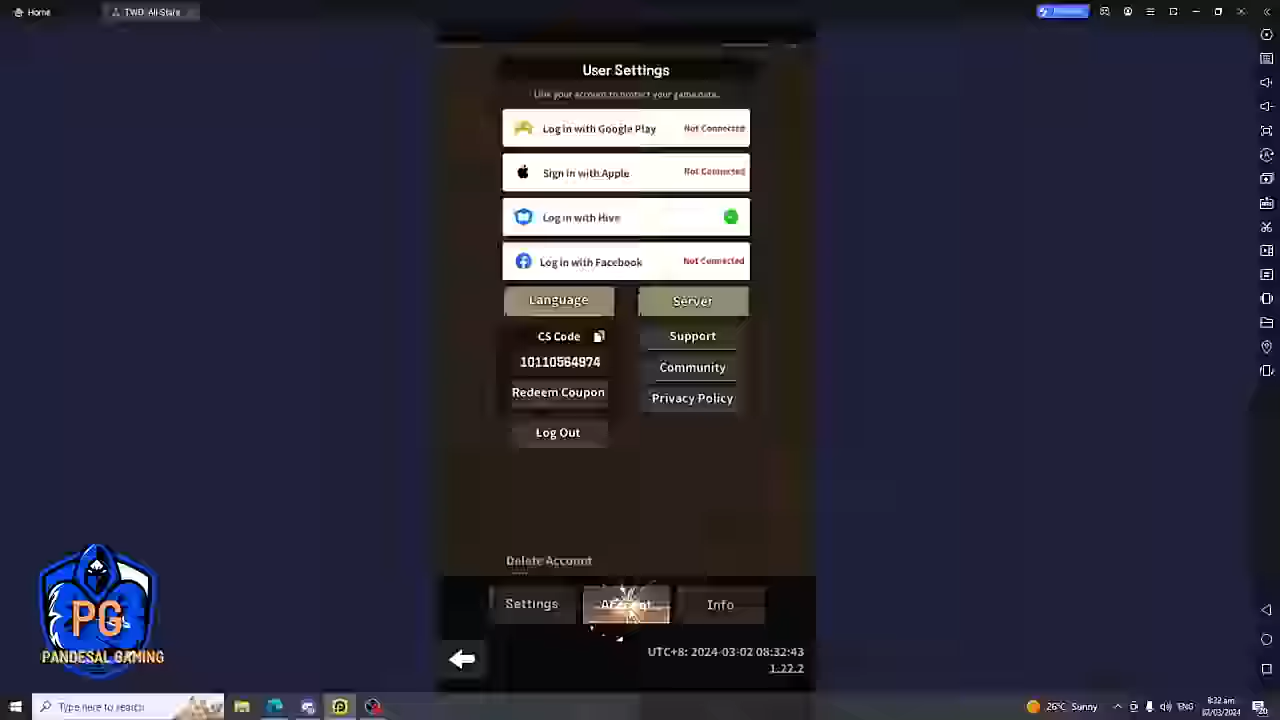 Home
TWD: All-Stars
User Settings
Link your account to protect your game data.
Log in with Google Play
Not Connected
Sign in with Apple
Not Connected
Log in with Hive
Log in with Facebook
Not Connected
Language
Server
CS Code
Support
10110564974
Community
Redeem Coupon
Privacy Policy
Log Out
Delete Account
Settings
Account
Info
UTC+8: 2024-03-02 08:32:43
1.22.2
PG
PANDESAL GAMING
Type here to search
26°C Sunny
ENG